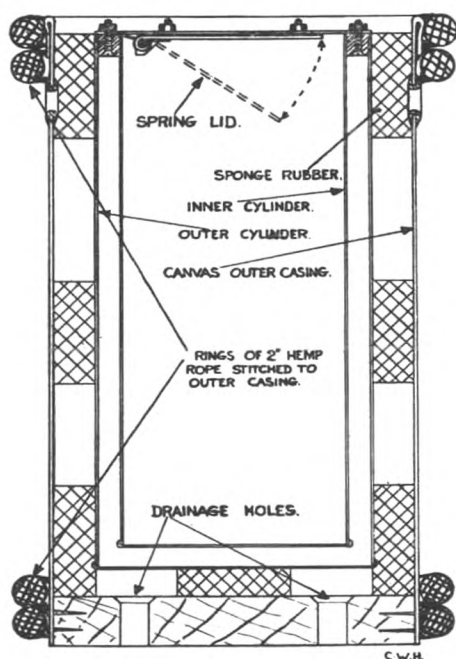 SPRING LID.
SPONGE RUBBER.
INNER CYLINDER.
OUTER CYLINDER.
CANVAS OUTER CASING.
RINGS OF 2" HEMP
ROPE STITCHED TO
OUTER CASING.
DRAINAGE HOLES.
C.W.H.